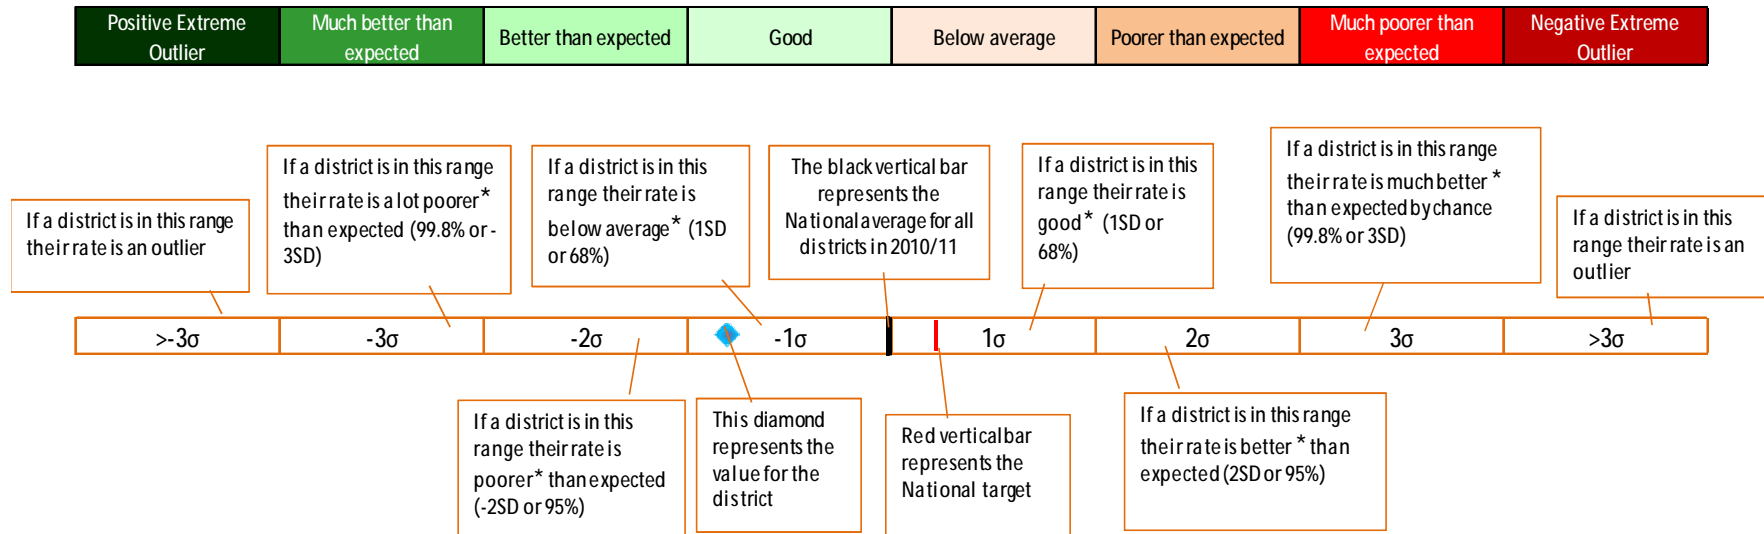 Positive Extreme
Outlier
Much better than
expected
Better than expected
Good
Below average
Poorer than expected
Much poorer than
expected
Negative Extreme
Outlier
If a district is in this range
their rate is an outlier
If a district is in this range
their rate is a lot poorer*
than expected (99.8% or -
3SD)
If a district is in this
range their rate is
below average* (1SD
or 68%)
The black vertical bar
represents the
National average for all
districts in 2010/11
If a district is in this
range their rate is
good* (1SD or
68%)
If a district is in this range
their rate is much better *
than expected by chance
(99.8% or 3SD)
If a district is in this
range their rate is an
outlier
>-3σ
-3σ
-2σ
-1σ
1σ
2σ
3σ
>3σ
If a district is in this
range their rate is
poorer* than expected
(-2SD or 95%)
This diamond
represents the
value for the
district
Red vertical bar
represents the
National target
If a district is in this range
their rate is better * than
expected (2SD or 95%)